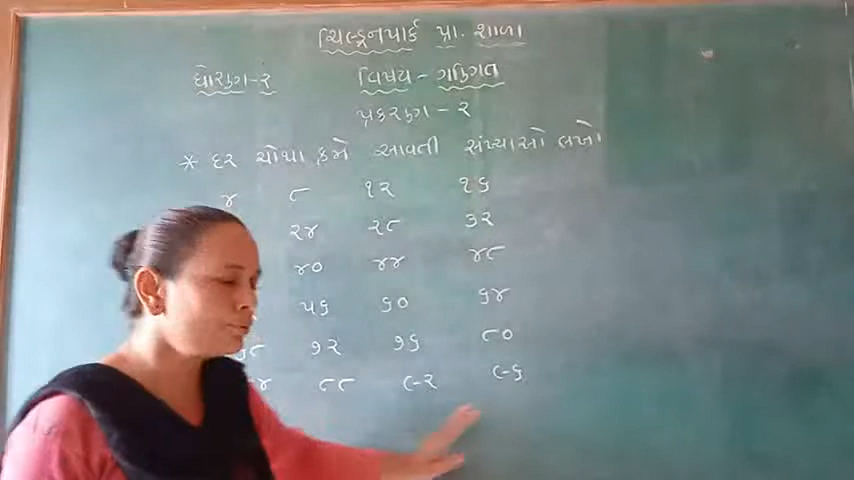 ચિલ્ડ્રનપાર્ક પ્રા. શાળા
ધોરણ-૨ વિષય - ગણિત
પ્રકરણ - ૨
* દર ચોથા ક્રમે આવતી સંખ્યાઓ લખો
૪ ૮ ૧૨ ૧૬
૨૪ ૨૮ ૩૨
૪૦ ૪૪ ૪૮
૫૬ ૬૦ ૬૪
૭૨ ૭૬ ૮૦
૮૮ ૯૨ ૯૬